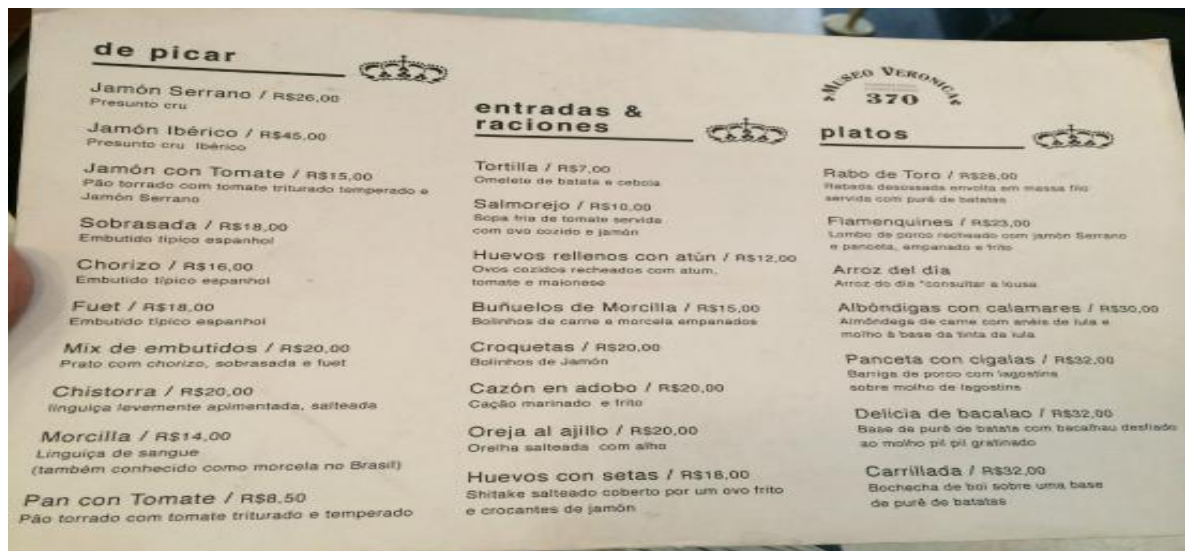 de picar
Jamón Serrano / R$26,00
Presunto cru
Jamón Ibérico / R$45,00
Presunto cru Ibérico
Jamón con Tomate / R$15,00
Pão torrado com tomate triturado temperado e
Jamón Serrano
Sobrasada / R$18,00
Embutido típico espanhol
Chorizo / R$16,00
Embutido típico espanhol
Fuet / R$18,00
Embutido típico espanhol
Mix de embutidos / R$20,00
Prato com chorizo, sobrasada e fuet
Chistorra / R$20,00
linguiça levemente apimentada, salteada
Morcilla / R$14,00
Linguiça de sangue
(também conhecido como morcela no Brasil)
Pan con Tomate / R$8.50
Pão torrado com tomate triturado e temperado
entradas &
raciones
Tortilla / R$7,00
Omelete de batata e cebola
Salmorejo / R$10,00
Sopa fria de tomate servida
com ovo cozido e jamón
Huevos rellenos con atún / R$12,00
Ovos cozidos recheados com atum,
tomate e maionese
Buñuelos de Morcilla / R$15,00
Bolinhos de carne e morcela empanados
Croquetas / R$20,00
Bolinhos de Jamón
Cazón en adobo / R$20,00
Cação marinado e frito
Oreja al ajillo / R$20,00
Orelha salteada com alho
Huevos con setas / R$18,00
Shitake salteado coberto por um ovo frito
e crocantes de jamón
MUSEO VERONICA
370
platos
Rabo de Toro / R$28,00
Rabada desossada envolta em massa filo
servida com purê de batatas
Flamenquines / R$23,00
Lombo de porco recheado com jamón Serrano
e panceta, empanado e frito
Arroz del día
Arroz do dia *consultar a lousa
Albóndigas con calamares / R$30,00
Almôndega de carne com anéis de lula e
molho à base da tinta da lula
Panceta con cigalas / R$32,00
Barriga de porco com lagostins
sobre molho de lagostins
Delicia de bacalao / R$32,00
Base de purê de batata com bacalhau desfiado
ao molho pil pil gratinado
Carrillada / R$32,00
Bochecha de boi sobre uma base
de purê de batatas